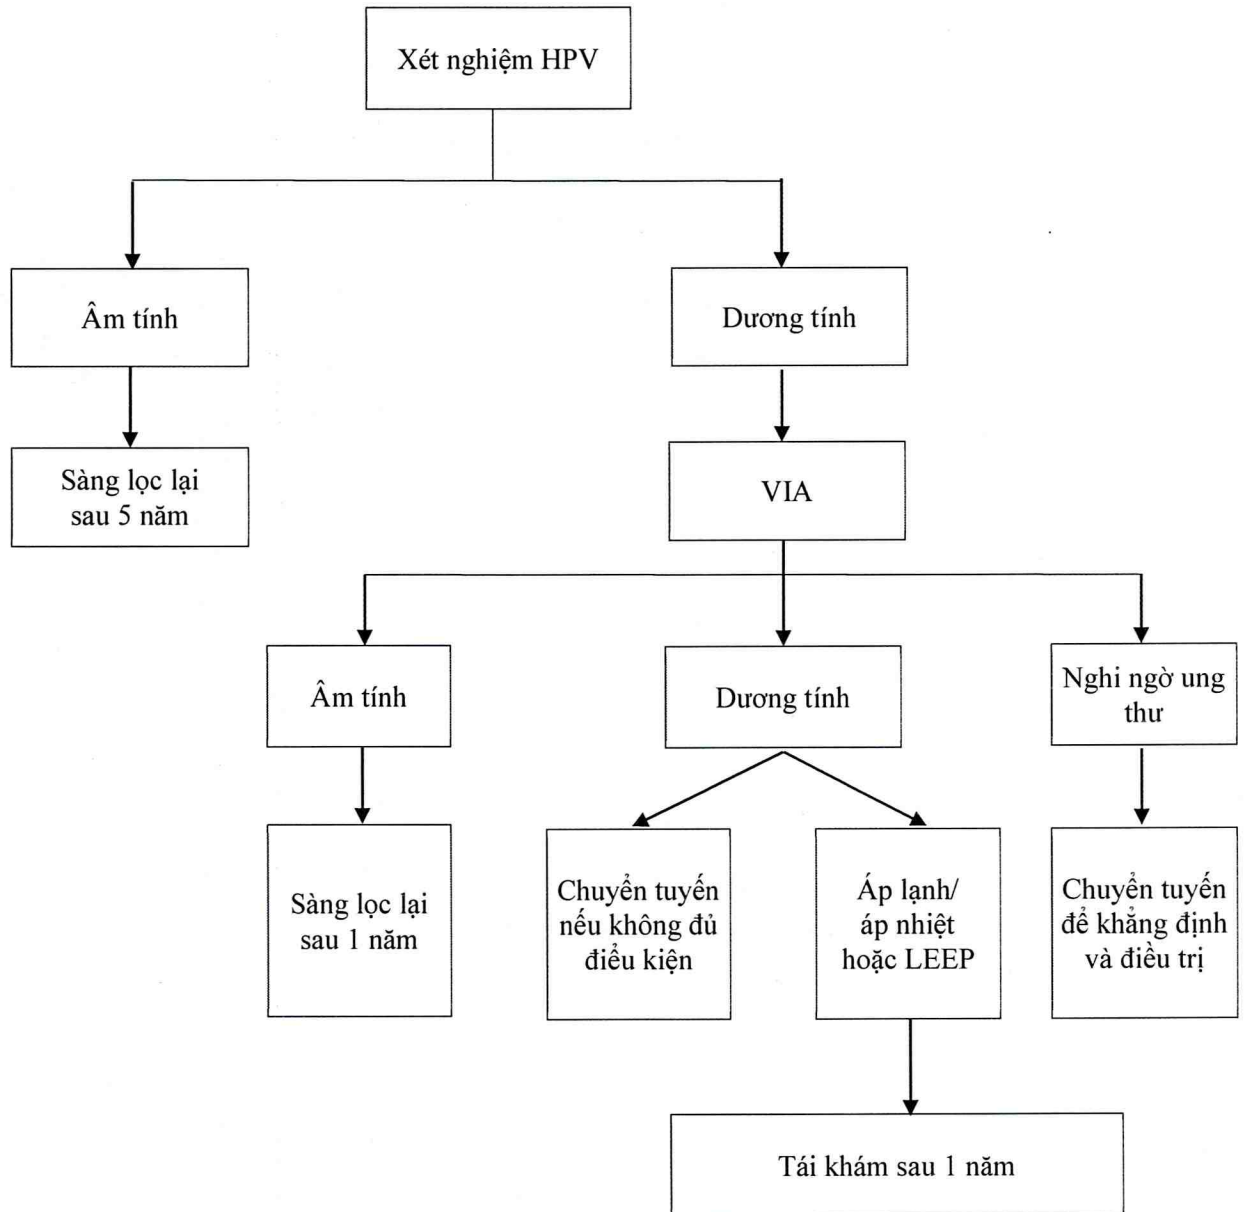 Xét nghiệm HPV
Âm tính
Dương tính
Sàng lọc lại
sau 5 năm
VIA
Âm tính
Dương tính
Nghi ngờ ung
thư
Sàng lọc lại
sau 1 năm
Chuyển tuyến
nếu không đủ
điều kiện
Áp lạnh/
áp nhiệt
hoặc LEEP
Chuyển tuyến
để khẳng định
và điều trị
Tái khám sau 1 năm